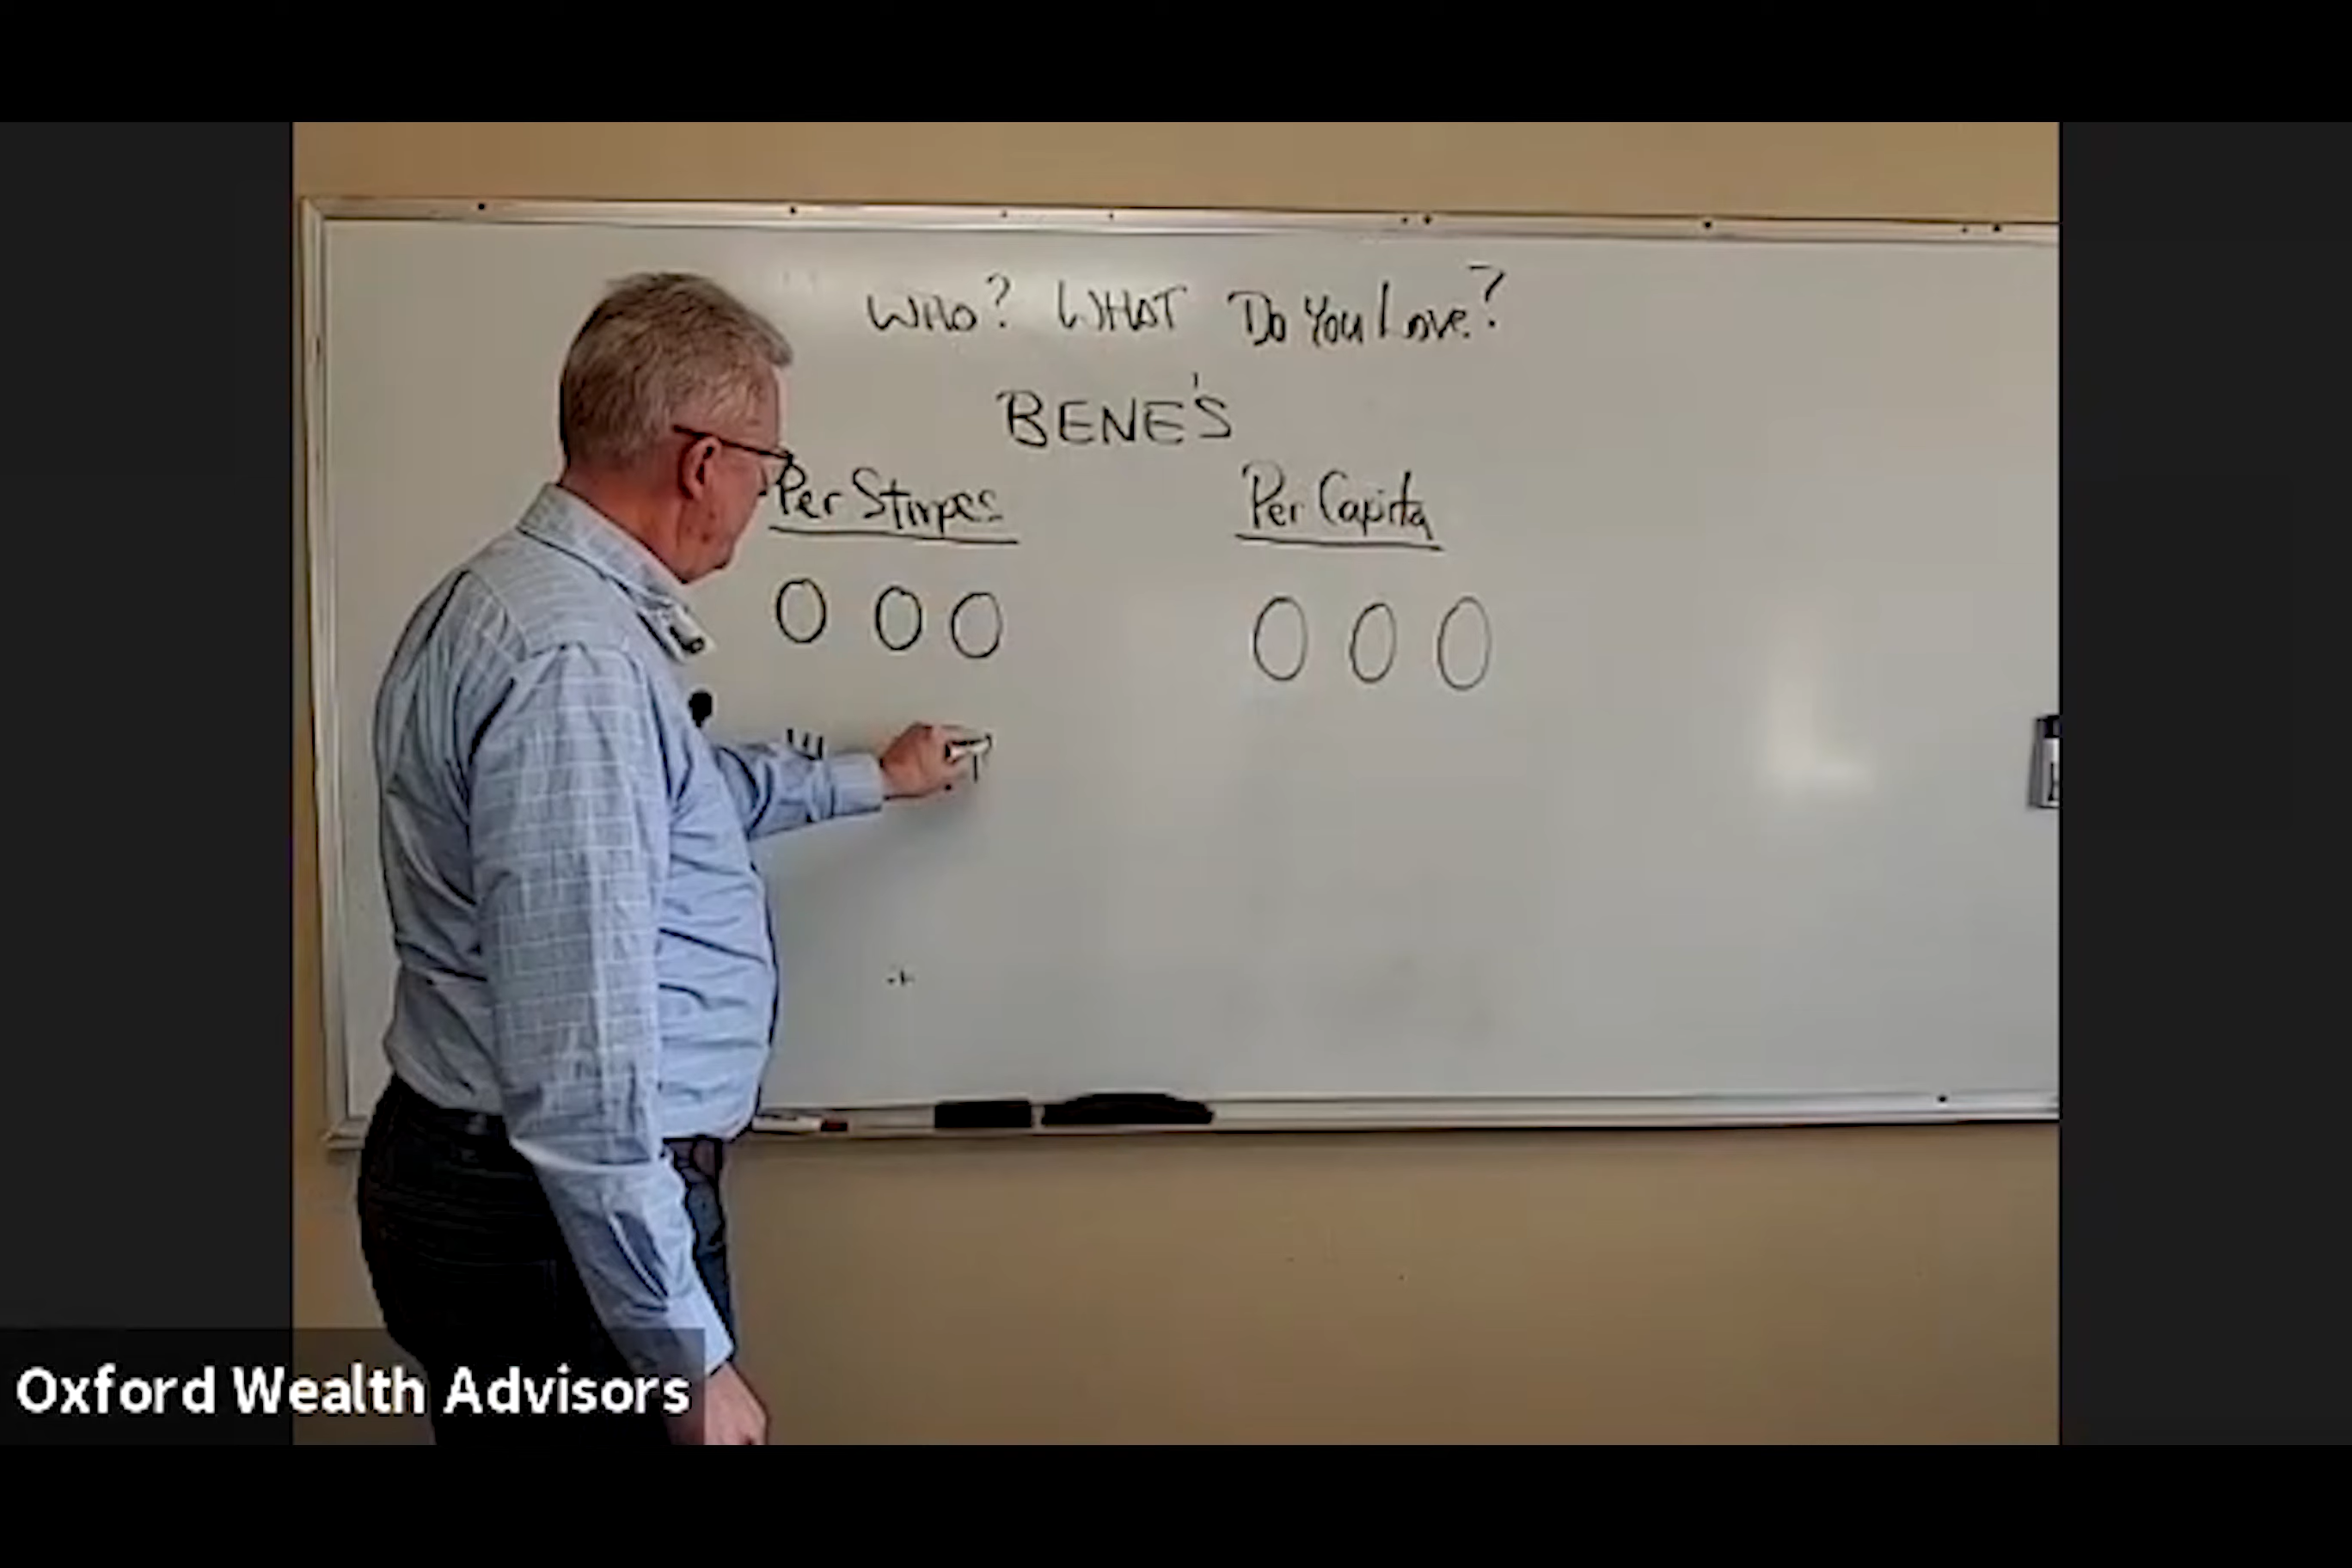 WHO? WHAT Do You Love?
BENE'S
Per Stirpes
Per Capita
O O O
O O O
Oxford Wealth Advisors